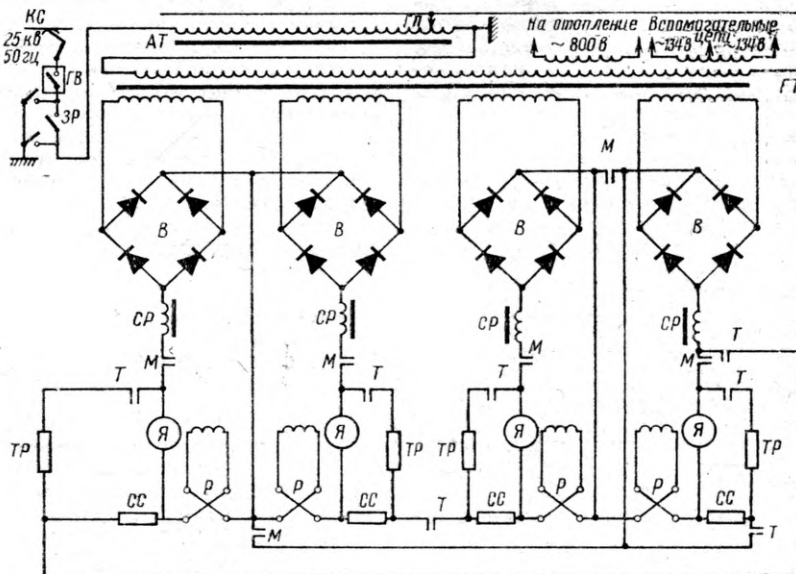 КС
25 кв
50 гц
ГВ
ЗР
АТ
ГП
На отопление
~ 800 в
Вспомогательные
цепи
~134 в
~134 в
М
В
В
В
В
СР
СР
СР
СР
М
М
М
М
Т
Т
Т
Т
Т
Я
Я
Я
Я
ТР
ТР
ТР
ТР
СС
Р
Р
СС
Т
СС
Р
Р
СС
М
Т